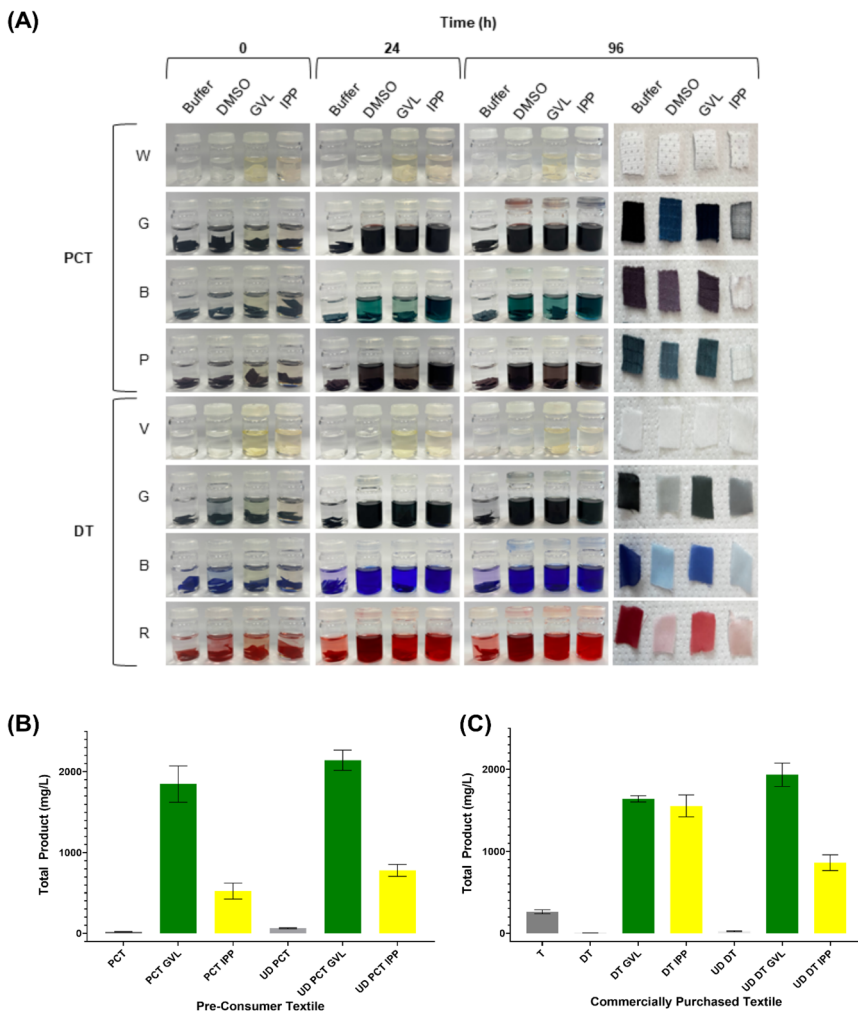 (A)
Time (h)
0 24 96
Buffer DMSO GVL IPP Buffer DMSO GVL IPP Buffer DMSO GVL IPP Buffer DMSO GVL IPP
PCT
W
G
B
P
DT
V
G
B
R
(B)
Total Product (mg/L)
2000
1000
0
PCT PCT GVL PCT IPP UD PCT UD PCT GVL UD PCT IPP
Pre-Consumer Textile
(C)
Total Product (mg/L)
2000
1000
0
T DT DT GVL DT IPP UD DT UD DT GVL UD DT IPP
Commercially Purchased Textile